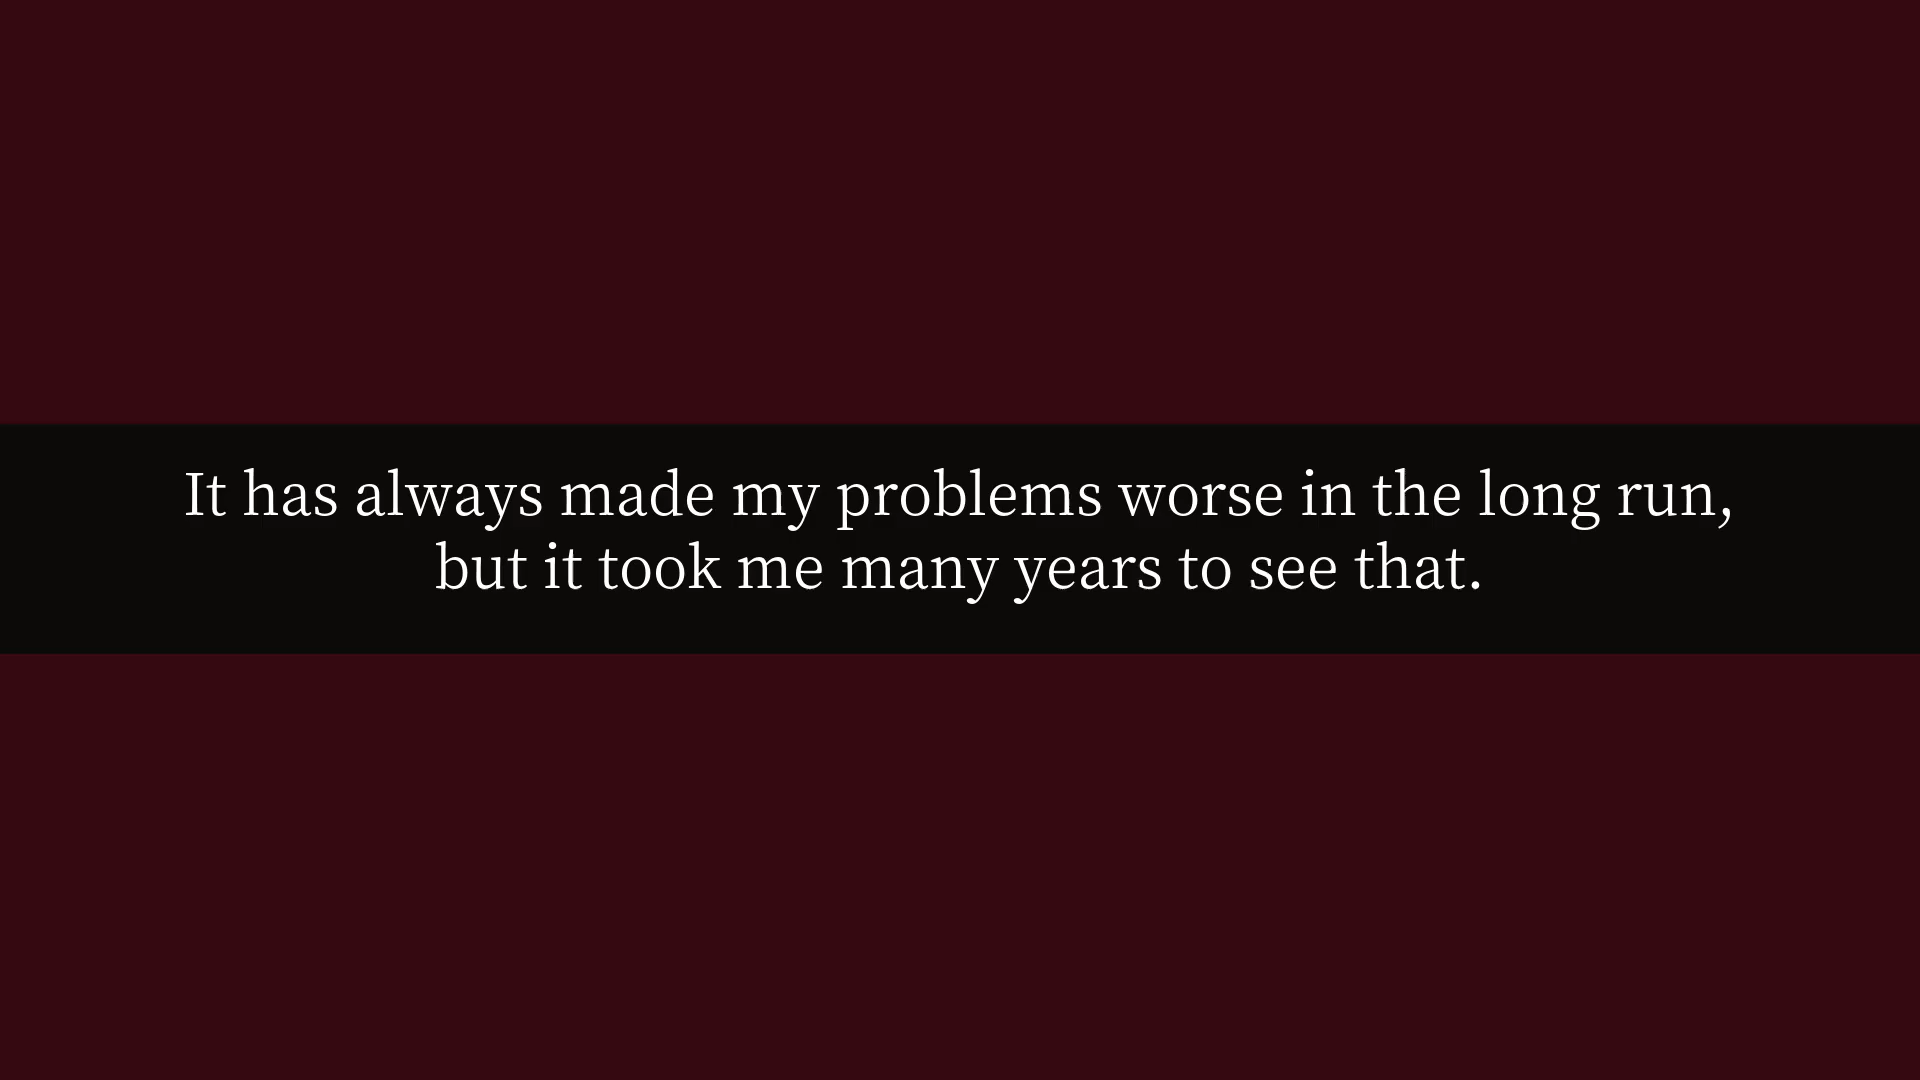 It has always made my problems worse in the long run,
but it took me many years to see that.